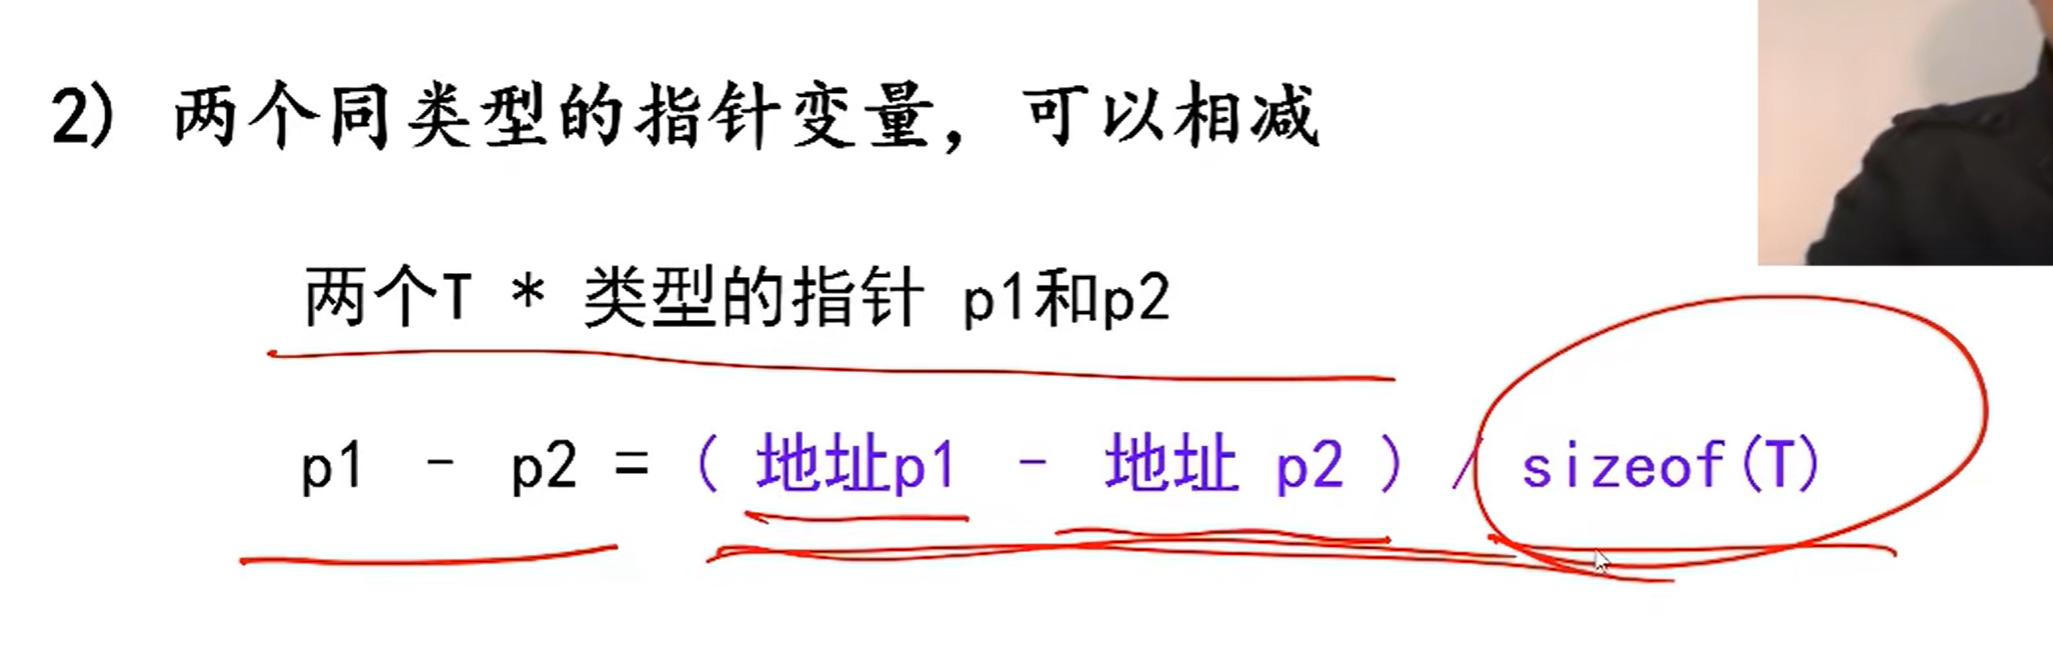 2) 两个同类型的指针变量，可以相减
两个T * 类型的指针 p1和p2
p1 - p2 = ( 地址p1 - 地址 p2 ) / sizeof(T)